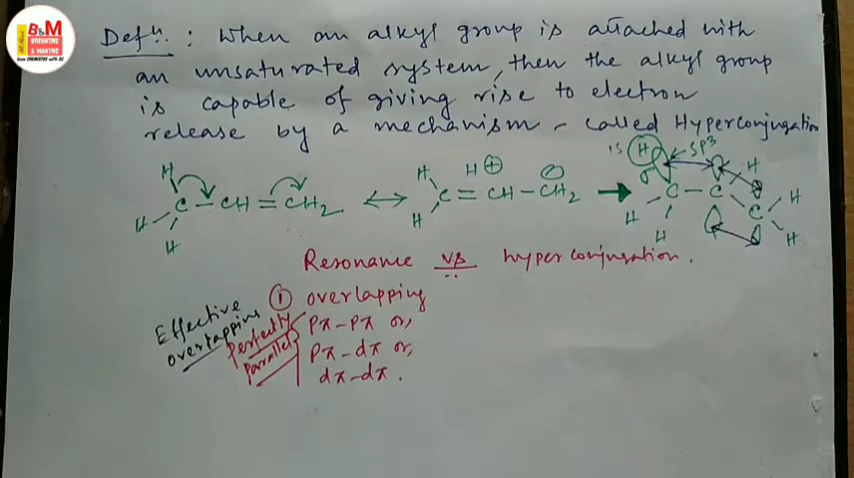 B&M
Defn. : When an alkyl group is attached with
an unsaturated system, then the alkyl group
is capable of giving rise to electron
release by a mechanism - called Hyperconjugation
H H H ⊕ 1s H σ SP3 H
H - C - CH = CH2 ↔ C = CH - CH2 → C - C - C H
H H H H H
Resonance vs hyperconjugation.
① overlapping
Effective overlapping
Perfectly parallel
Pπ-Pπ or,
Pπ-dπ or,
dπ-dπ.